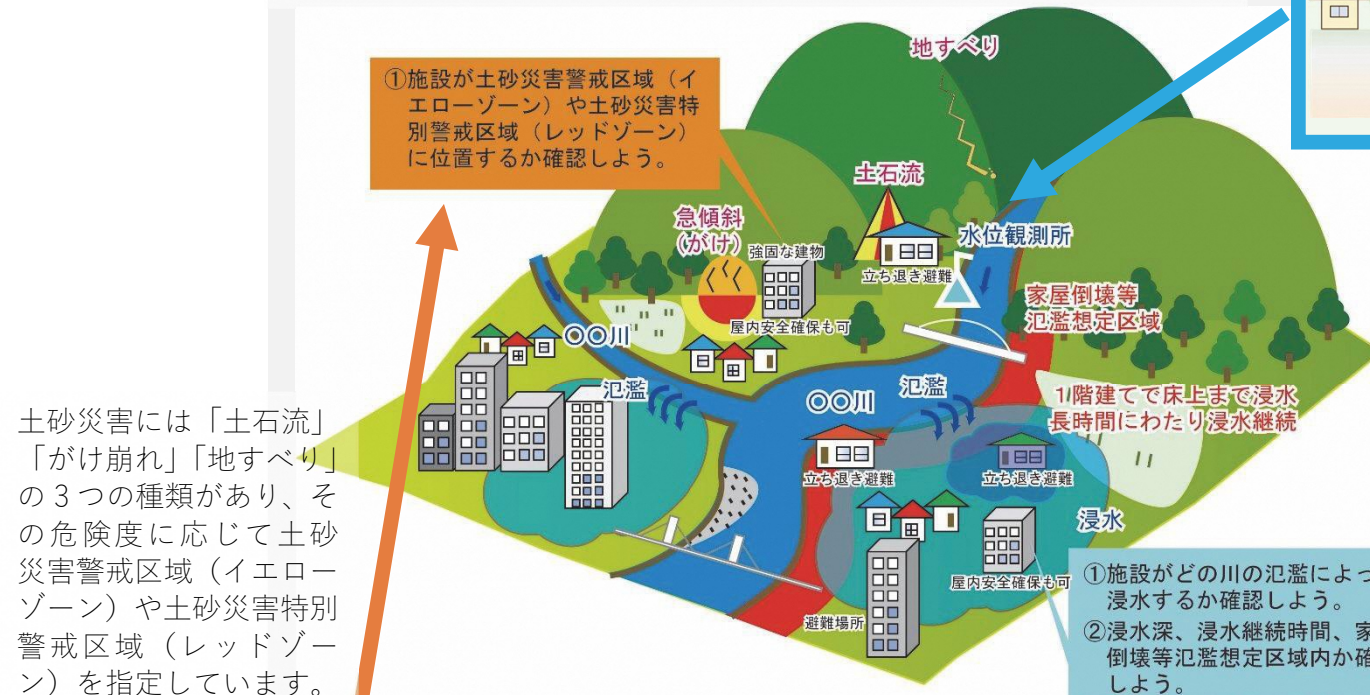 地すべり
①施設が土砂災害警戒区域（イ
エローゾーン）や土砂災害特
別警戒区域（レッドゾーン）
に位置するか確認しよう。
土石流
急傾斜
（がけ）
強固な建物
水位観測所
立ち退き避難
家屋倒壊等
氾濫想定区域
屋内安全確保も可
〇〇川
氾濫
〇〇川
氾濫
1階建てで床上まで浸水
長時間にわたり浸水継続
立ち退き避難
立ち退き避難
浸水
屋内安全確保も可
避難場所
①施設がどの川の氾濫によっ
浸水するか確認しよう。
②浸水深、浸水継続時間、家
倒壊等氾濫想定区域内か確
しよう。
土砂災害には「土石流」
「がけ崩れ」「地すべり」
の３つの種類があり、そ
の危険度に応じて土砂
災害警戒区域（イエロー
ゾーン）や土砂災害特別
警戒区域（レッドゾー
ン）を指定しています。